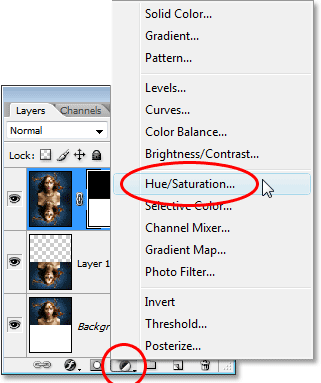 Solid Color...
Gradient...
Pattern...
Levels...
Curves...
Color Balance...
Brightness/Contrast...
Hue/Saturation...
Selective Color...
Channel Mixer...
Gradient Map...
Photo Filter...
Invert
Threshold...
Posterize...
Layers
Channels
Normal
Lock:
Layer 1
Backgr